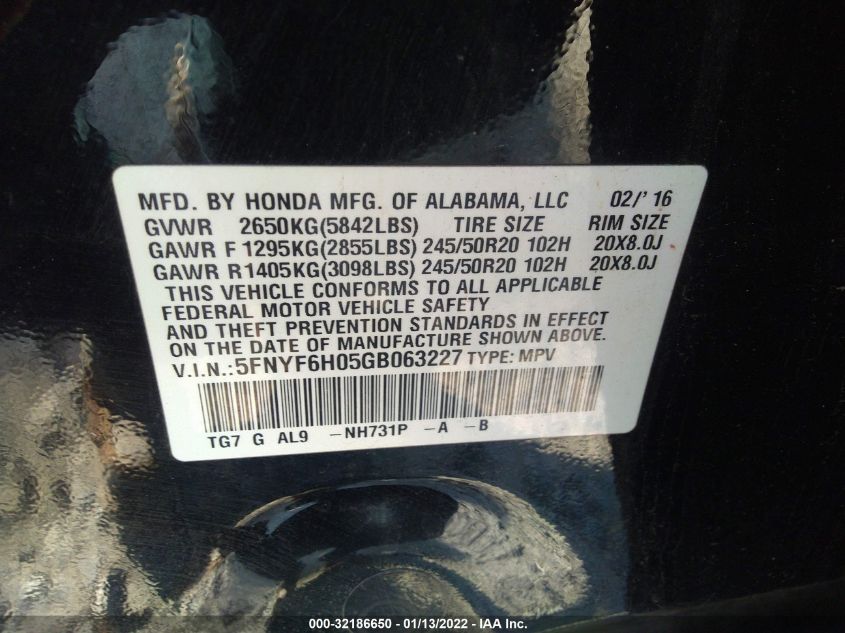 MFD. BY HONDA MFG. OF ALABAMA, LLC 02/' 16
GVWR 2650KG(5842LBS) TIRE SIZE RIM SIZE
GAWR F 1295KG(2855LBS) 245/50R20 102H 20X8.0J
GAWR R1405KG(3098LBS) 245/50R20 102H 20X8.0J
THIS VEHICLE CONFORMS TO ALL APPLICABLE
FEDERAL MOTOR VEHICLE SAFETY
AND THEFT PREVENTION STANDARDS IN EFFECT
ON THE DATE OF MANUFACTURE SHOWN ABOVE.
V.I.N.:5FNYF6H05GB063227 TYPE: MPV
TG7 G AL9 -NH731P -A -B
000-32186650 - 01/13/2022 - www.iaai.com